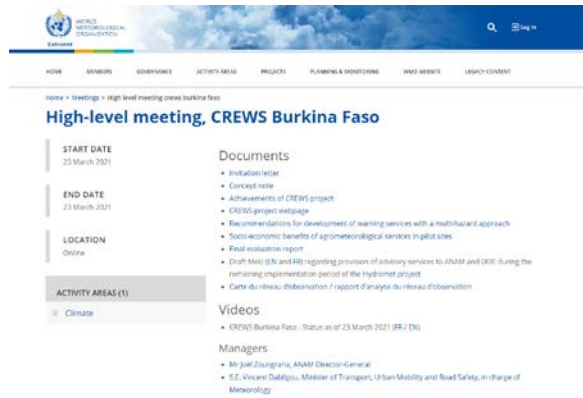 WORLD
METEOROLOGICAL
ORGANIZATION
Extranet
Log in
HOME MEMBERS GOVERNANCE ACTIVITY AREAS PROJECTS PLANNING & MONITORING WMO WEBSITE LEGACY CONTENT
Home > Meetings > High level meeting crews burkina faso
High-level meeting, CREWS Burkina Faso
START DATE
23 March 2021
END DATE
23 March 2021
LOCATION
Online
ACTIVITY AREAS (1)
Climate
Documents
Invitation letter
Concept note
Achievements of CREWS project
CREWS project webpage
Recommendations for development of warning services with a multi-hazard approach
Socio-economic benefits of agrometeorological services in pilot sites
Final evaluation report
Draft MoU (EN and FR) regarding provision of advisory services to ANAM and during the
remaining implementation period of the Hydromet project
Carte du réseau d'observation / rapport d'analyse du réseau d'observation
Videos
CREWS Burkina Faso - Status as of 23 March 2021 (FR / EN)
Managers
Mr Joël Zoungrana, ANAM Director-General
S.E. Vincent Dabilgou, Minister of Transport, Urban Mobility and Road Safety, in charge of
Meteorology